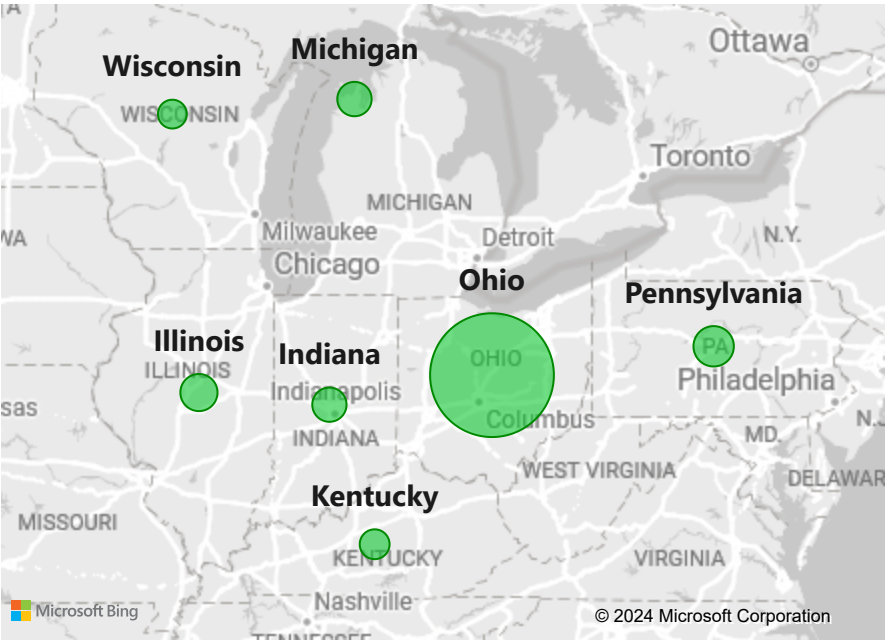 A
Ottawa
Michigan
Wisconsin
WISCONSIN
Toronto
MICHIGAN
Milwaukee
Detroit
N.Y.
WA
Chicago
Ohio
Pennsylvania
Illinois
Indiana
PA
OHIO
ILLINOIS
Philadelphia
Indianapolis
sas
Columbus
N.J.
INDIANA
MD.
WEST VIRGINIA
DELAWAR
Kentucky
MISSOURI
KENTUCKY
VIRGINIA
Nashville
Microsoft Bing
© 2024 Microsoft Corporation
TENNESSEE